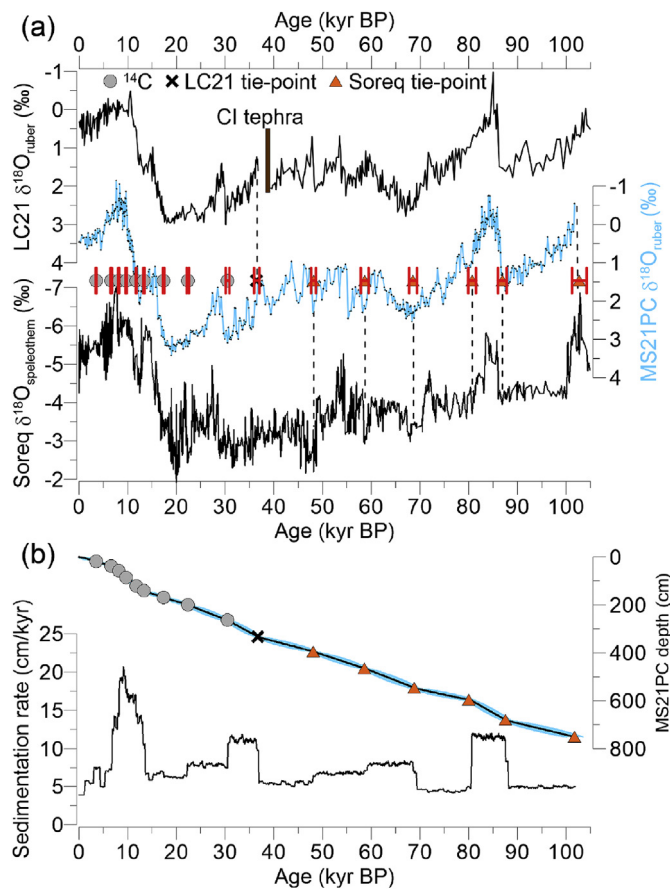 (a)
Age (kyr BP)
0 10 20 30 40 50 60 70 80 90 100
¹⁴C LC21 tie-point Soreq tie-point
CI tephra
LC21 δ¹⁸Oruber (‰)
-1
0
1
2
3
4
MS21PC δ¹⁸Oruber (‰)
-1
0
1
2
3
4
Soreq δ¹⁸Ospeleothem (‰)
-7
-6
-5
-4
-3
-2
0 10 20 30 40 50 60 70 80 90 100
Age (kyr BP)
(b)
Sedimentation rate (cm/kyr)
25
20
15
10
5
0
MS21PC depth (cm)
0
200
400
600
800
0 10 20 30 40 50 60 70 80 90 100
Age (kyr BP)